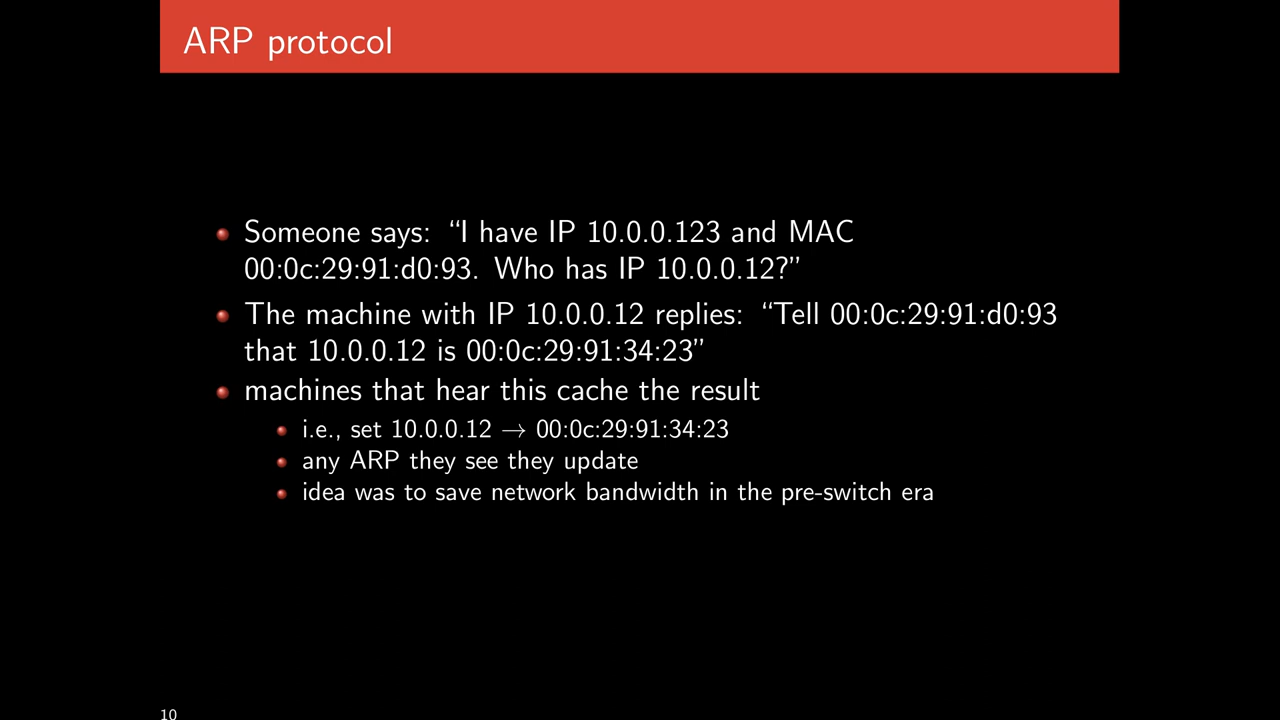 ARP protocol
Someone says: “I have IP 10.0.0.123 and MAC
00:0c:29:91:d0:93. Who has IP 10.0.0.12?”
The machine with IP 10.0.0.12 replies: “Tell 00:0c:29:91:d0:93
that 10.0.0.12 is 00:0c:29:91:34:23”
machines that hear this cache the result
i.e., set 10.0.0.12 → 00:0c:29:91:34:23
any ARP they see they update
idea was to save network bandwidth in the pre-switch era
10